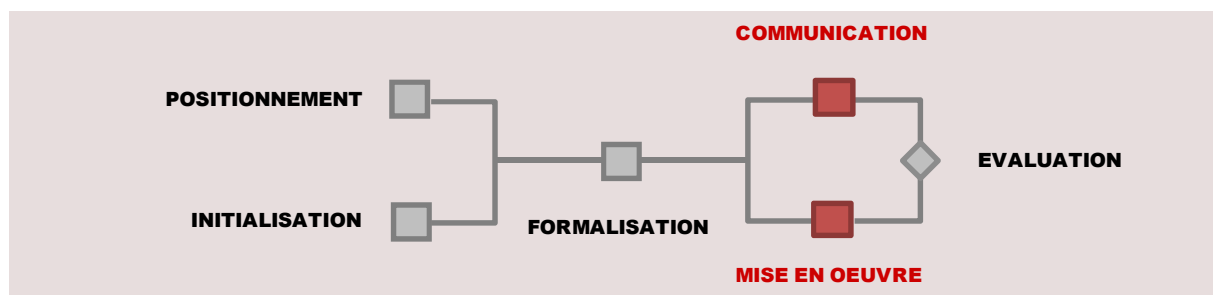 COMMUNICATION
POSITIONNEMENT
EVALUATION
INITIALISATION
FORMALISATION
MISE EN OEUVRE